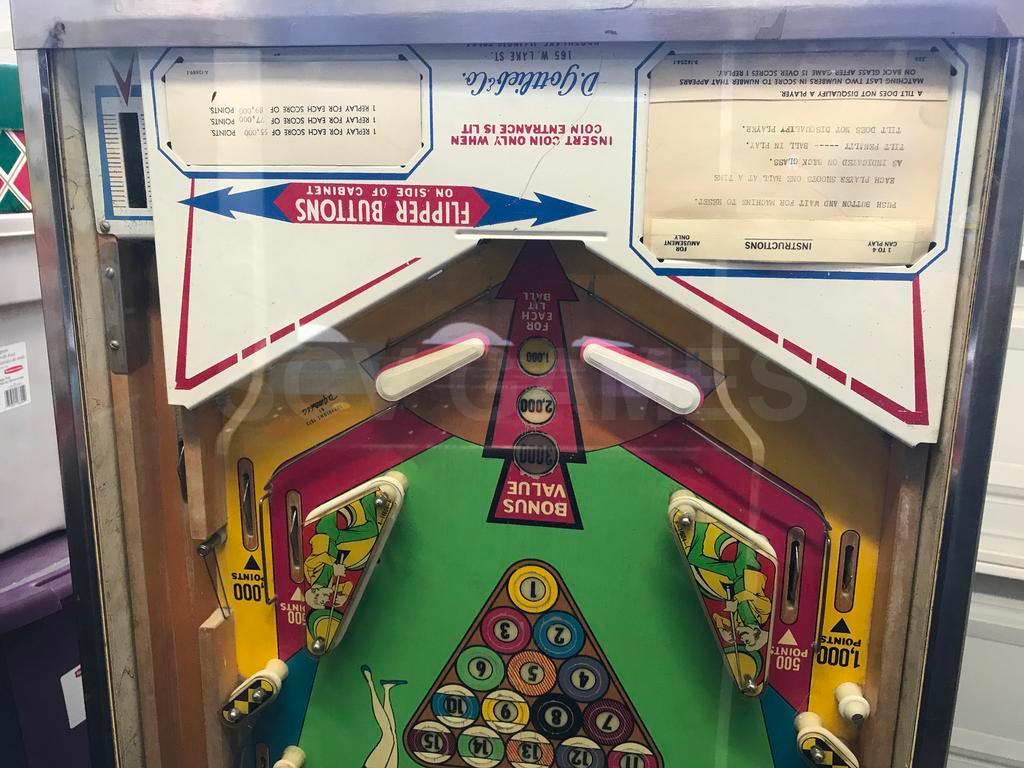 1 TO 4
CAN PLAY
INSTRUCTIONS
FOR
AMUSEMENT
ONLY
PUSH BUTTON AND WAIT FOR MACHINE TO RESET.
EACH PLAYER SHOOTS ONE BALL AT A TIME
AS INDICATED ON BACK GLASS.
TILT PENALTY ---- BALL IN PLAY.
TILT DOES NOT DISQUALIFY PLAYER.
A TILT DOES NOT DISQUALIFY A PLAYER.
MATCHING LAST TWO NUMBERS IN SCORE TO NUMBER THAT APPEARS
ON BACK GLASS AFTER GAME IS OVER SCORES REPLAY.
FLIPPER BUTTONS
ON SIDE OF CABINET
INSERT COIN ONLY WHEN
COIN ENTRANCE IS LIT
D. Gottlieb & Co.
165 W. LAKE ST.
1 REPLAY FOR EACH SCORE OF 55,000 POINTS.
1 REPLAY FOR EACH SCORE OF 77,000 POINTS.
1 REPLAY FOR EACH SCORE OF 89,000 POINTS.
BONUS
VALUE
3,000
2,000
1,000
FOR
EACH
LIT
BALL
1,000
POINTS
500
POINTS
500
POINTS
1,000
POINTS
1
3
2
6
5
4
10
9
8
7
15
14
13
12
11